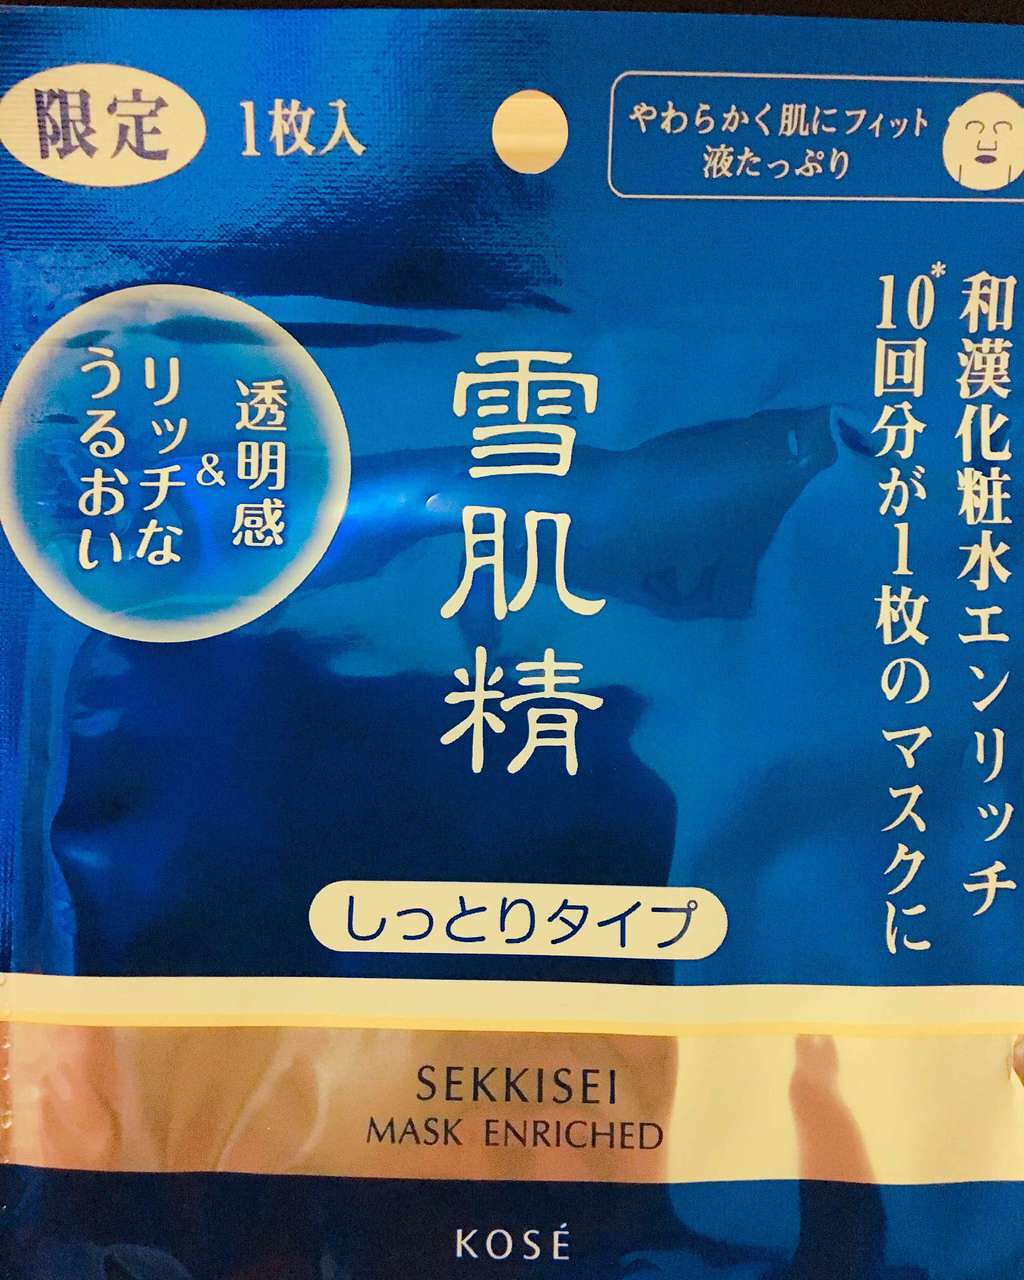 限定
1枚入
やわらかく肌にフィット
液たっぷり
和漢化粧水エンリッチ
10*回分が1枚のマスクに
透明感
&
リッチな
うるおい
雪肌精
しっとりタイプ
SEKKISEI
MASK ENRICHED
KOSÉ